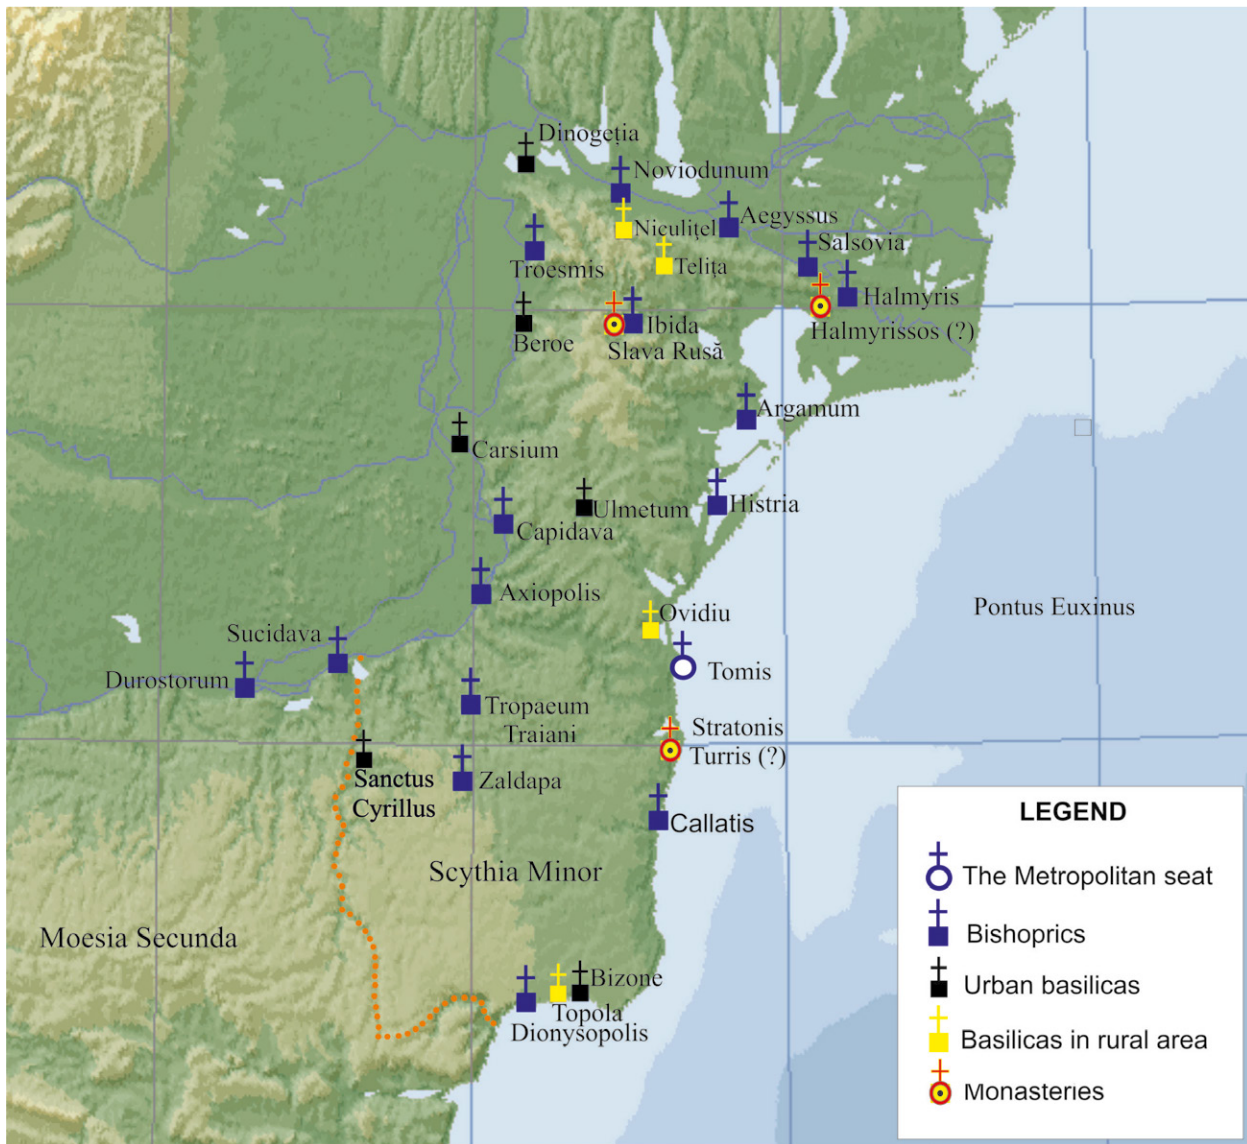 Dinogeția
Noviodunum
Niculițel
Aegyssus
Troesmis
Telița
Salsovia
Halmyris
Halmyrissos (?)
Beroe
Ibida
Slava Rusă
Argamum
Carsium
Ulmetum
Histria
Capidava
Axiopolis
Ovidiu
Pontus Euxinus
Sucidava
Durostorum
Tomis
Tropaeum
Traiani
Stratonis
Turris (?)
Sanctus
Cyrillus
Zaldapa
Callatis
Scythia Minor
Moesia Secunda
Bizone
Topola
Dionysopolis
LEGEND
The Metropolitan seat
Bishoprics
Urban basilicas
Basilicas in rural area
Monasteries